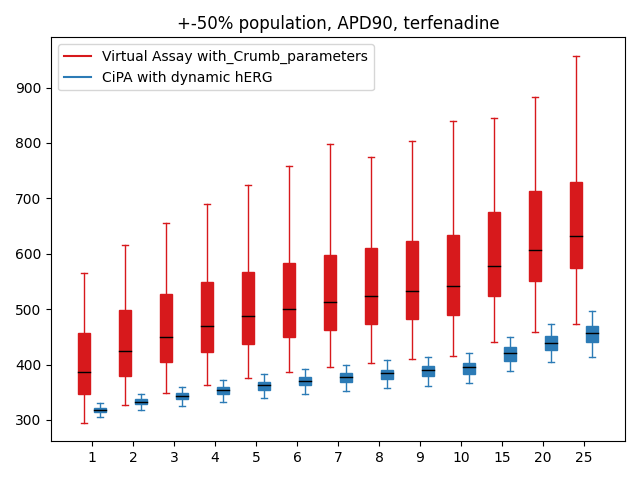 +-50% population, APD90, terfenadine
Virtual Assay with_Crumb_parameters
CiPA with dynamic hERG
900
800
700
600
500
400
300
1 2 3 4 5 6 7 8 9 10 15 20 25